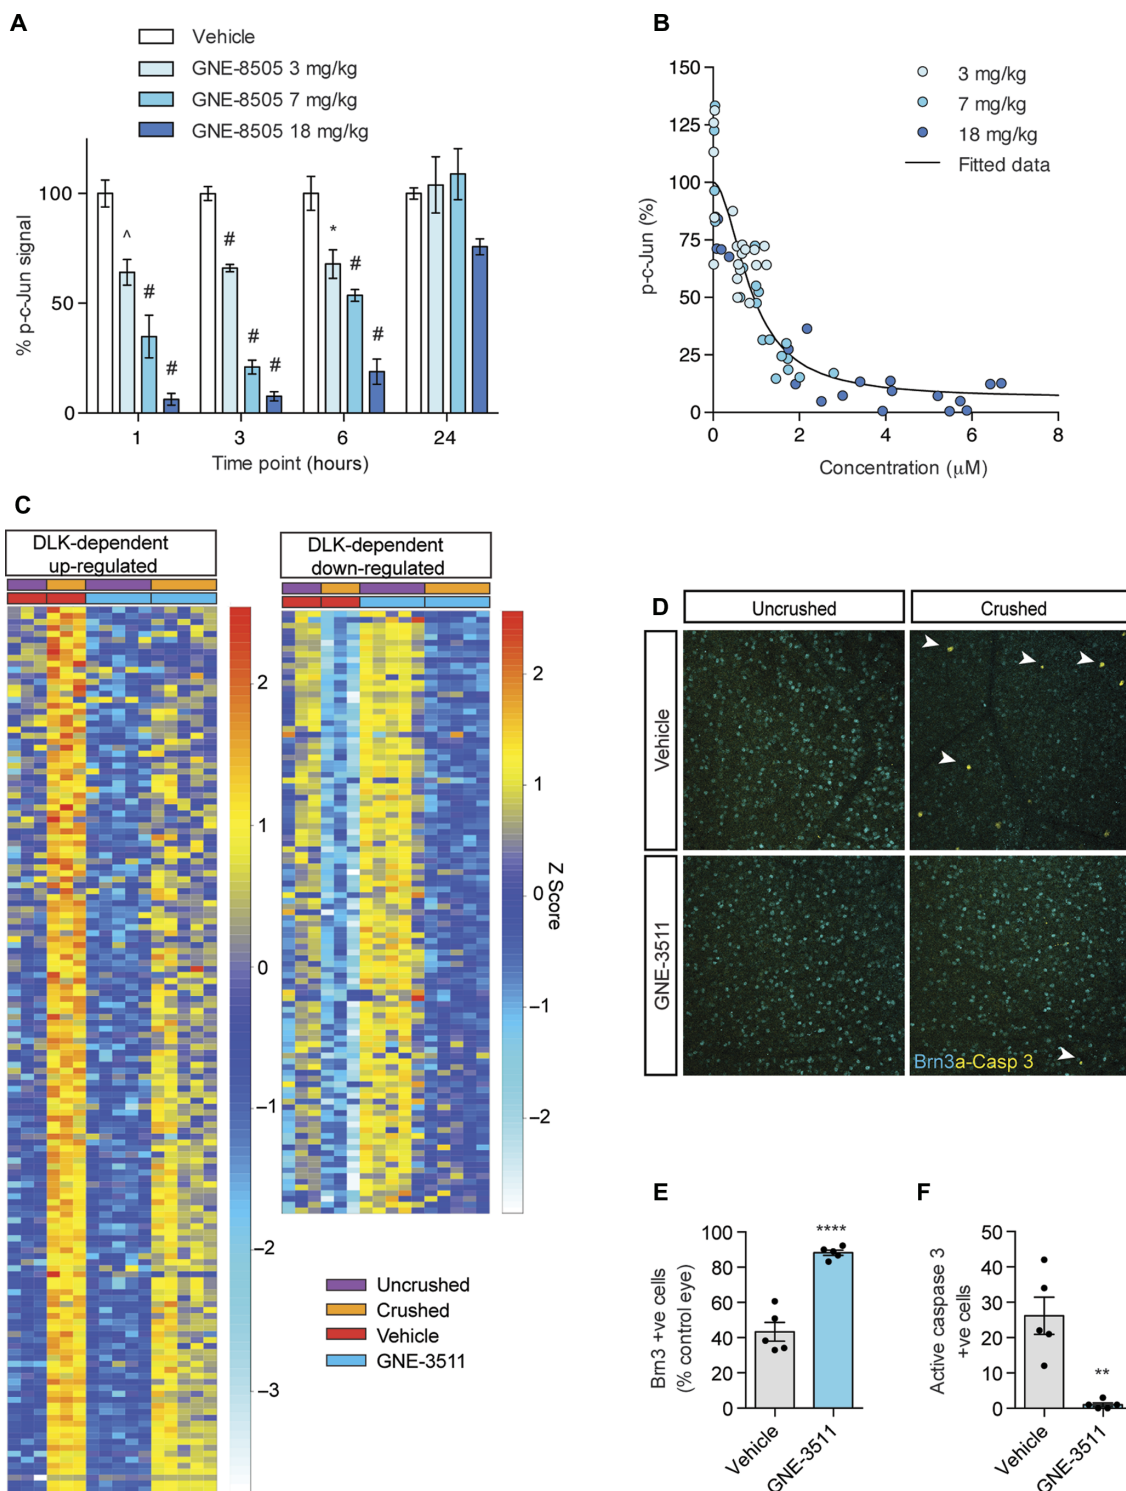 A
Vehicle
GNE-8505 3 mg/kg
GNE-8505 7 mg/kg
GNE-8505 18 mg/kg
% p-c-Jun signal
100
50
0
^
#
#
#
#
#
*
#
#
1
3
6
24
Time point (hours)
B
3 mg/kg
7 mg/kg
18 mg/kg
Fitted data
p-c-Jun (%)
150
125
100
75
50
25
0
0
2
4
6
8
Concentration (μM)
C
DLK-dependent
up-regulated
2
1
0
−1
−2
−3
DLK-dependent
down-regulated
2
1
0
−1
−2
Z Score
Uncrushed
Crushed
Vehicle
GNE-3511
D
Uncrushed
Crushed
Vehicle
GNE-3511
Brn3a-Casp 3
E
Brn3 +ve cells
(% control eye)
100
80
60
40
20
0
****
Vehicle
GNE-3511
F
Active caspase 3
+ve cells
50
40
30
20
10
0
**
Vehicle
GNE-3511